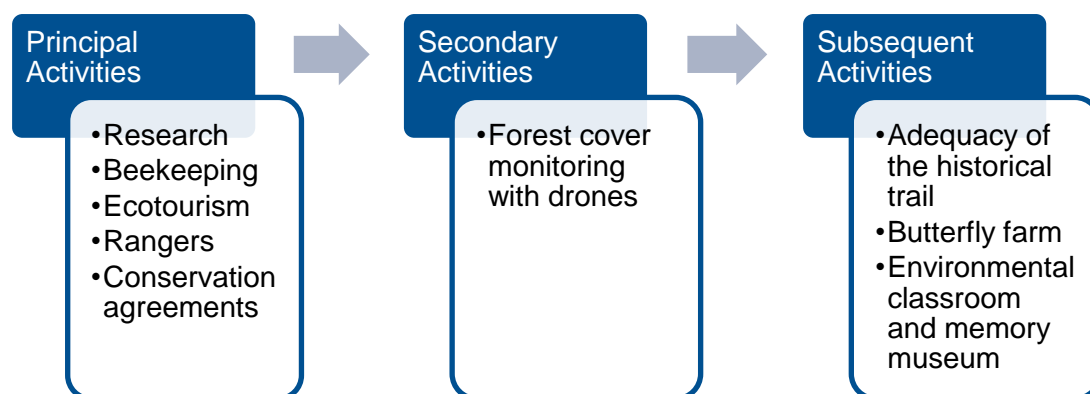 Principal
Activities
•Research
•Beekeeping
•Ecotourism
•Rangers
•Conservation
agreements
Secondary
Activities
•Forest cover
monitoring
with drones
Subsequent
Activities
•Adequacy of
the historical
trail
•Butterfly farm
•Environmental
classroom
and memory
museum